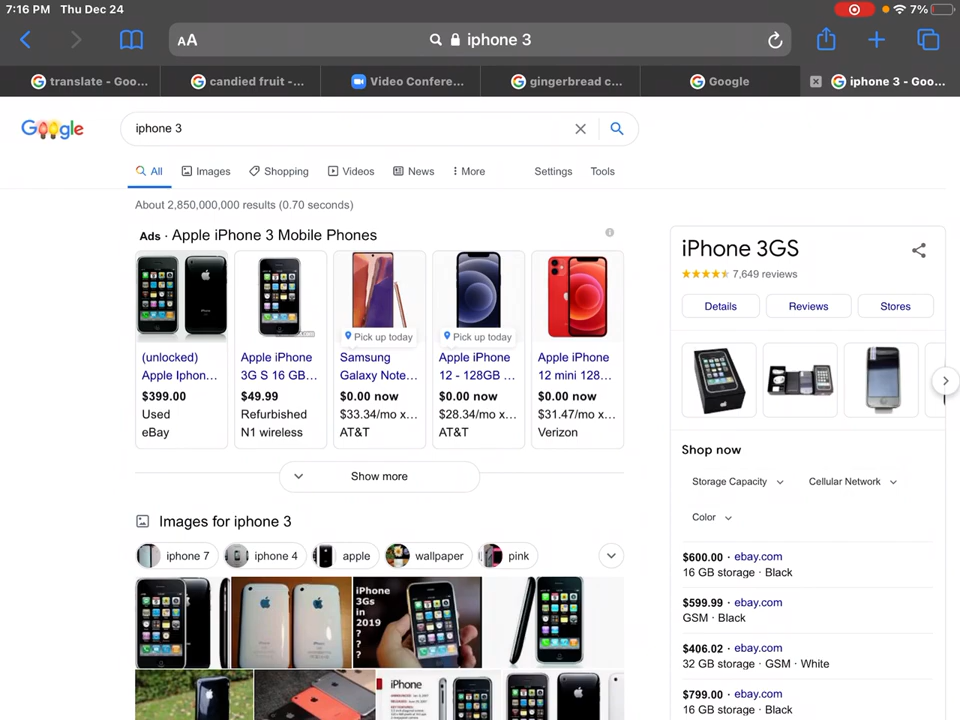 7:16 PM Thu Dec 24
7%
AA
iphone 3
translate - Goo...
candied fruit -...
Video Confere...
gingerbread c...
Google
iphone 3 - Goo...
Google
iphone 3
All
Images
Shopping
Videos
News
More
Settings
Tools
About 2,850,000,000 results (0.70 seconds)
Ads · Apple iPhone 3 Mobile Phones
(unlocked)
Apple Iphon...
$399.00
Used
eBay
Apple iPhone
3G S 16 GB...
$49.99
Refurbished
N1 wireless
Pick up today
Samsung
Galaxy Note...
$0.00 now
$33.34/mo x...
AT&T
Pick up today
Apple iPhone
12 - 128GB ...
$0.00 now
$28.34/mo x...
AT&T
Apple iPhone
12 mini 128...
$0.00 now
$31.47/mo x...
Verizon
Show more
Images for iphone 3
iphone 7
iphone 4
apple
wallpaper
pink
iPhone
3Gs
in
2019
?
?
?
iPhone
iPhone 3GS
7,649 reviews
Details
Reviews
Stores
Shop now
Storage Capacity
Cellular Network
Color
$600.00 · ebay.com
16 GB storage · Black
$599.99 · ebay.com
GSM · Black
$406.02 · ebay.com
32 GB storage · GSM · White
$799.00 · ebay.com
16 GB storage · Black